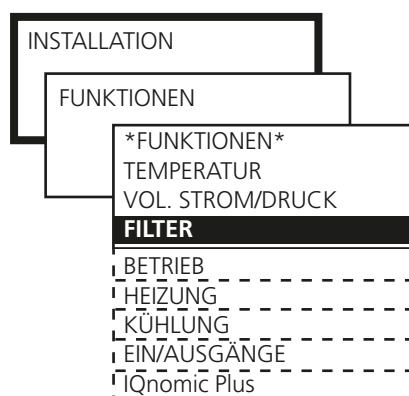 INSTALLATION
FUNKTIONEN
*FUNKTIONEN*
TEMPERATUR
VOL. STROM/DRUCK
FILTER
BETRIEB
HEIZUNG
KÜHLUNG
EIN/AUSGÄNGE
IQnomic Plus